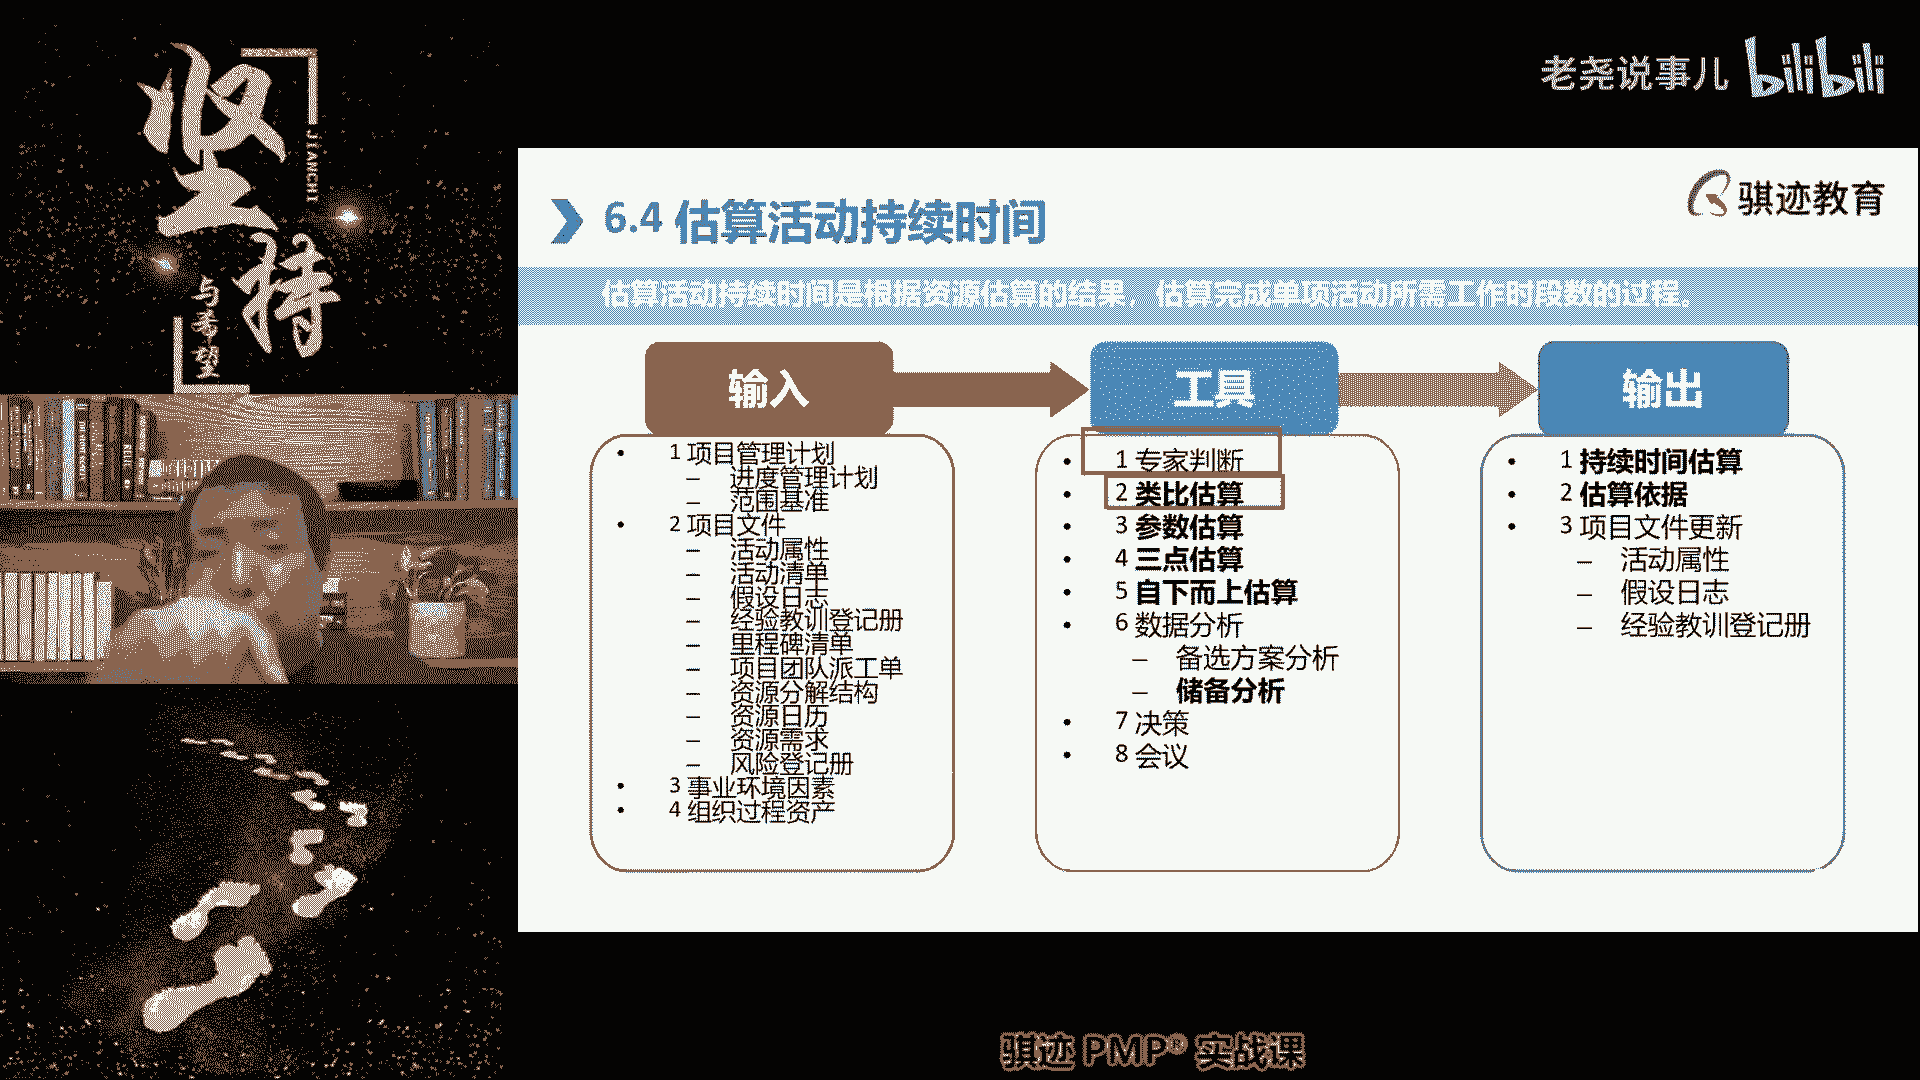 坚持
JIANCHI
与希望
老尧说事儿 bilibili
骐迹教育
6.4 估算活动持续时间
估算活动持续时间是根据资源估算的结果，估算完成单项活动所需工作时段数的过程。
输入
• 1 项目管理计划
– 进度管理计划
– 范围基准
• 2 项目文件
– 活动属性
– 活动清单
– 假设日志
– 经验教训登记册
– 里程碑清单
– 项目团队派工单
– 资源分解结构
– 资源日历
– 资源需求
– 风险登记册
• 3 事业环境因素
• 4 组织过程资产
工具
• 1 专家判断
• 2 类比估算
• 3 参数估算
• 4 三点估算
• 5 自下而上估算
• 6 数据分析
– 备选方案分析
– 储备分析
• 7 决策
• 8 会议
输出
• 1 持续时间估算
• 2 估算依据
• 3 项目文件更新
– 活动属性
– 假设日志
– 经验教训登记册
骐迹 PMP® 实战课